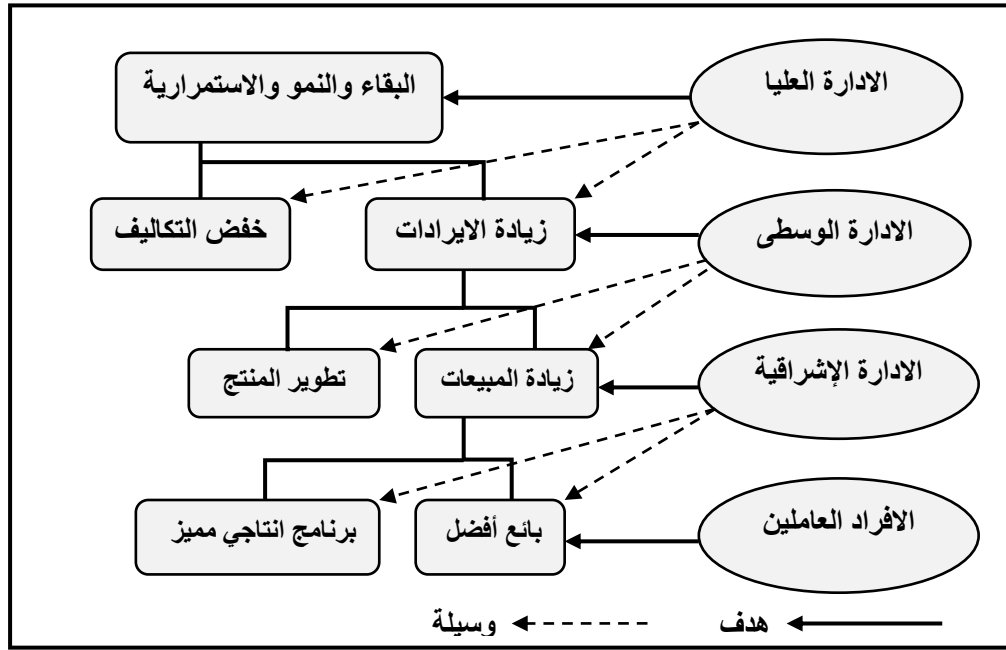 الادارة العليا
البقاء والنمو والاستمرارية
الادارة الوسطى
زيادة الايرادات
خفض التكاليف
الادارة الإشراقية
زيادة المبيعات
تطوير المنتج
الافراد العاملين
بائع أفضل
برنامج انتاجي مميز
هدف
وسيلة